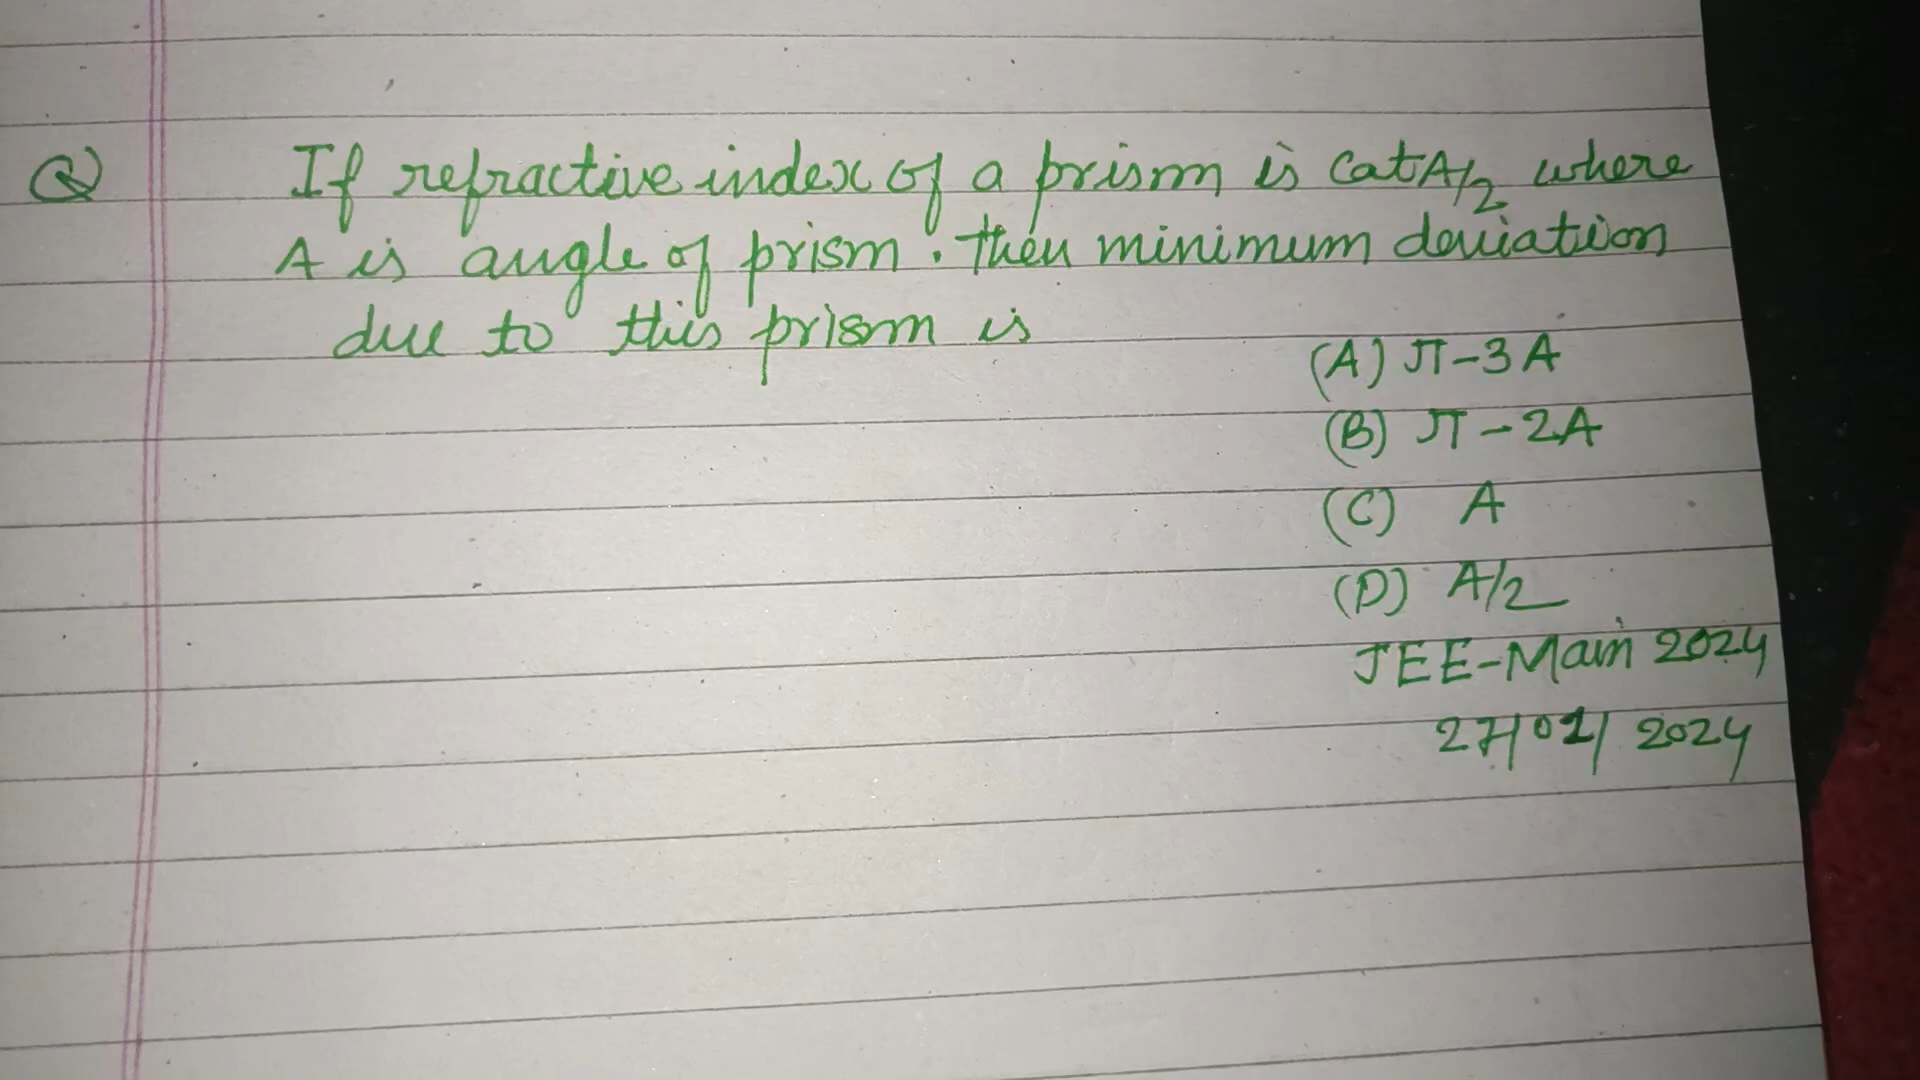 Q) If refractive index of a prism is CatA/2 where
A is angle of prism. then minimum deviation
due to this prism is
(A) π-3A
(B) π-2A
(C) A
(D) A/2
JEE-Main 2024
27/01/2024